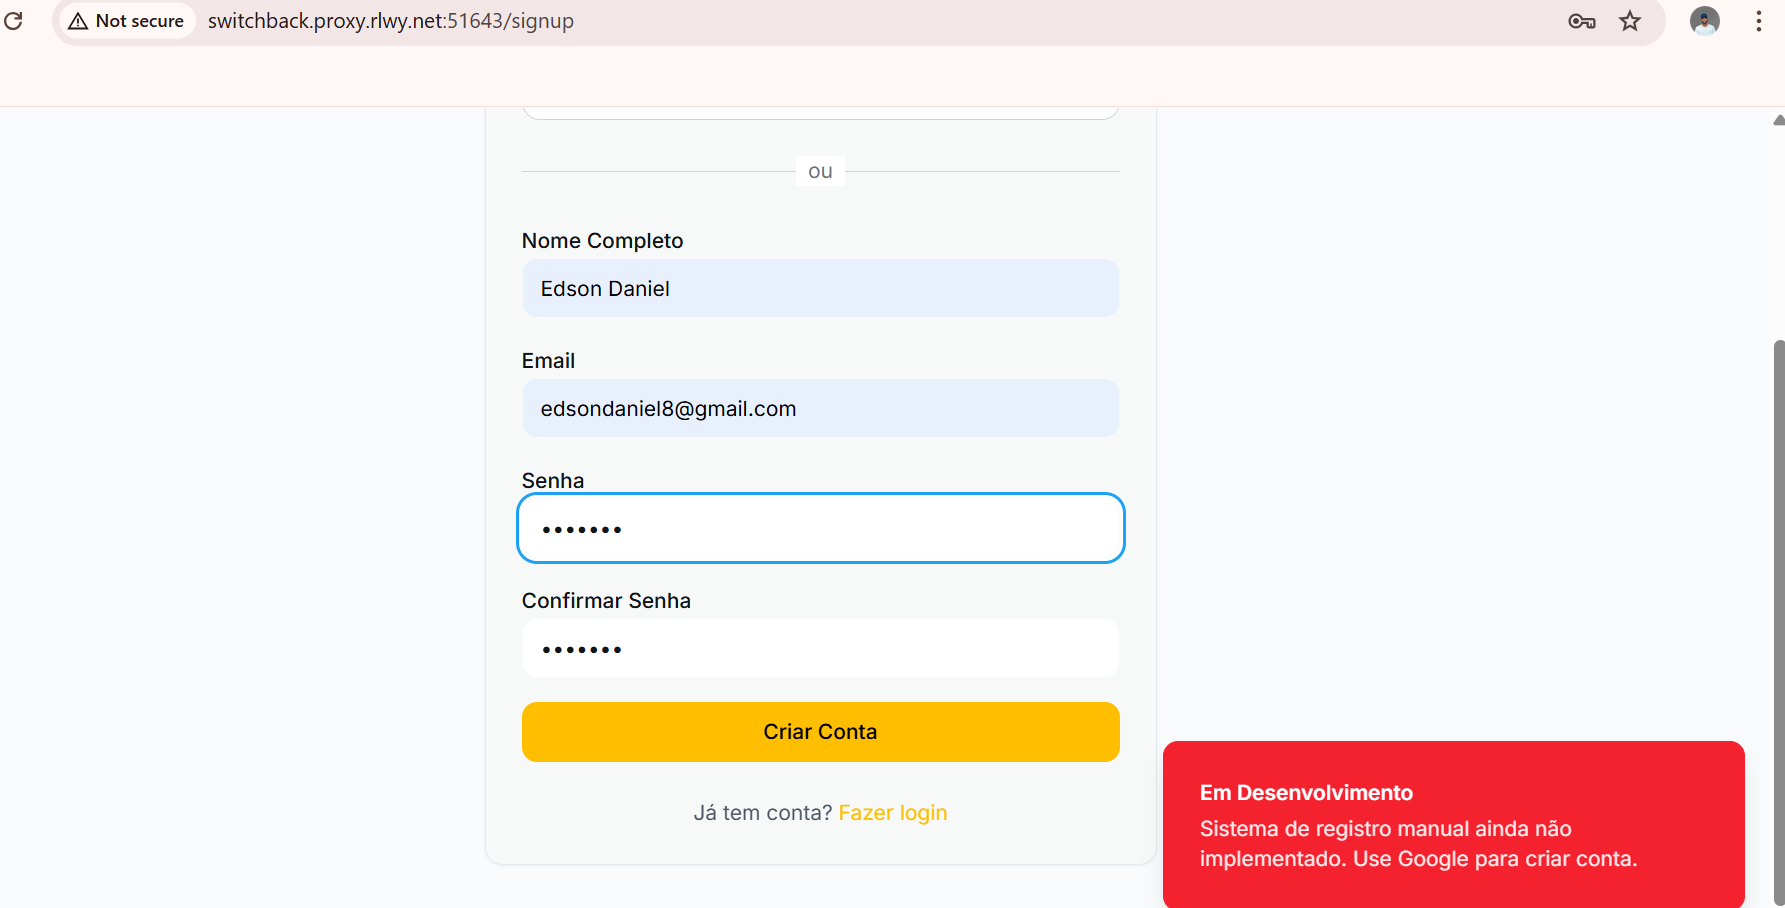 Not secure switchback.proxy.rlwy.net:51643/signup
ou
Nome Completo
Edson Daniel
Email
edsondaniel8@gmail.com
Senha
•••••••
Confirmar Senha
•••••••
Criar Conta
Já tem conta? Fazer login
Em Desenvolvimento
Sistema de registro manual ainda não
implementado. Use Google para criar conta.